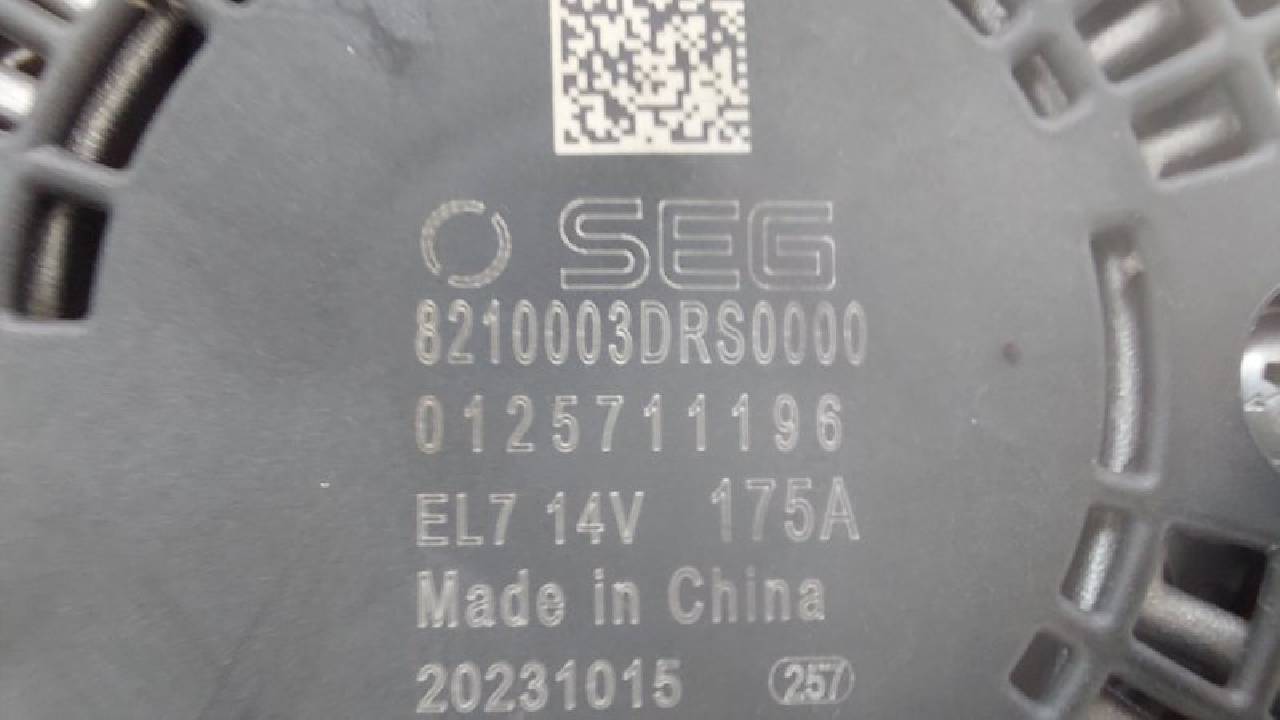 SEG
8210003DRS0000
0125711196
EL7 14V 175A
Made in China
20231015 257